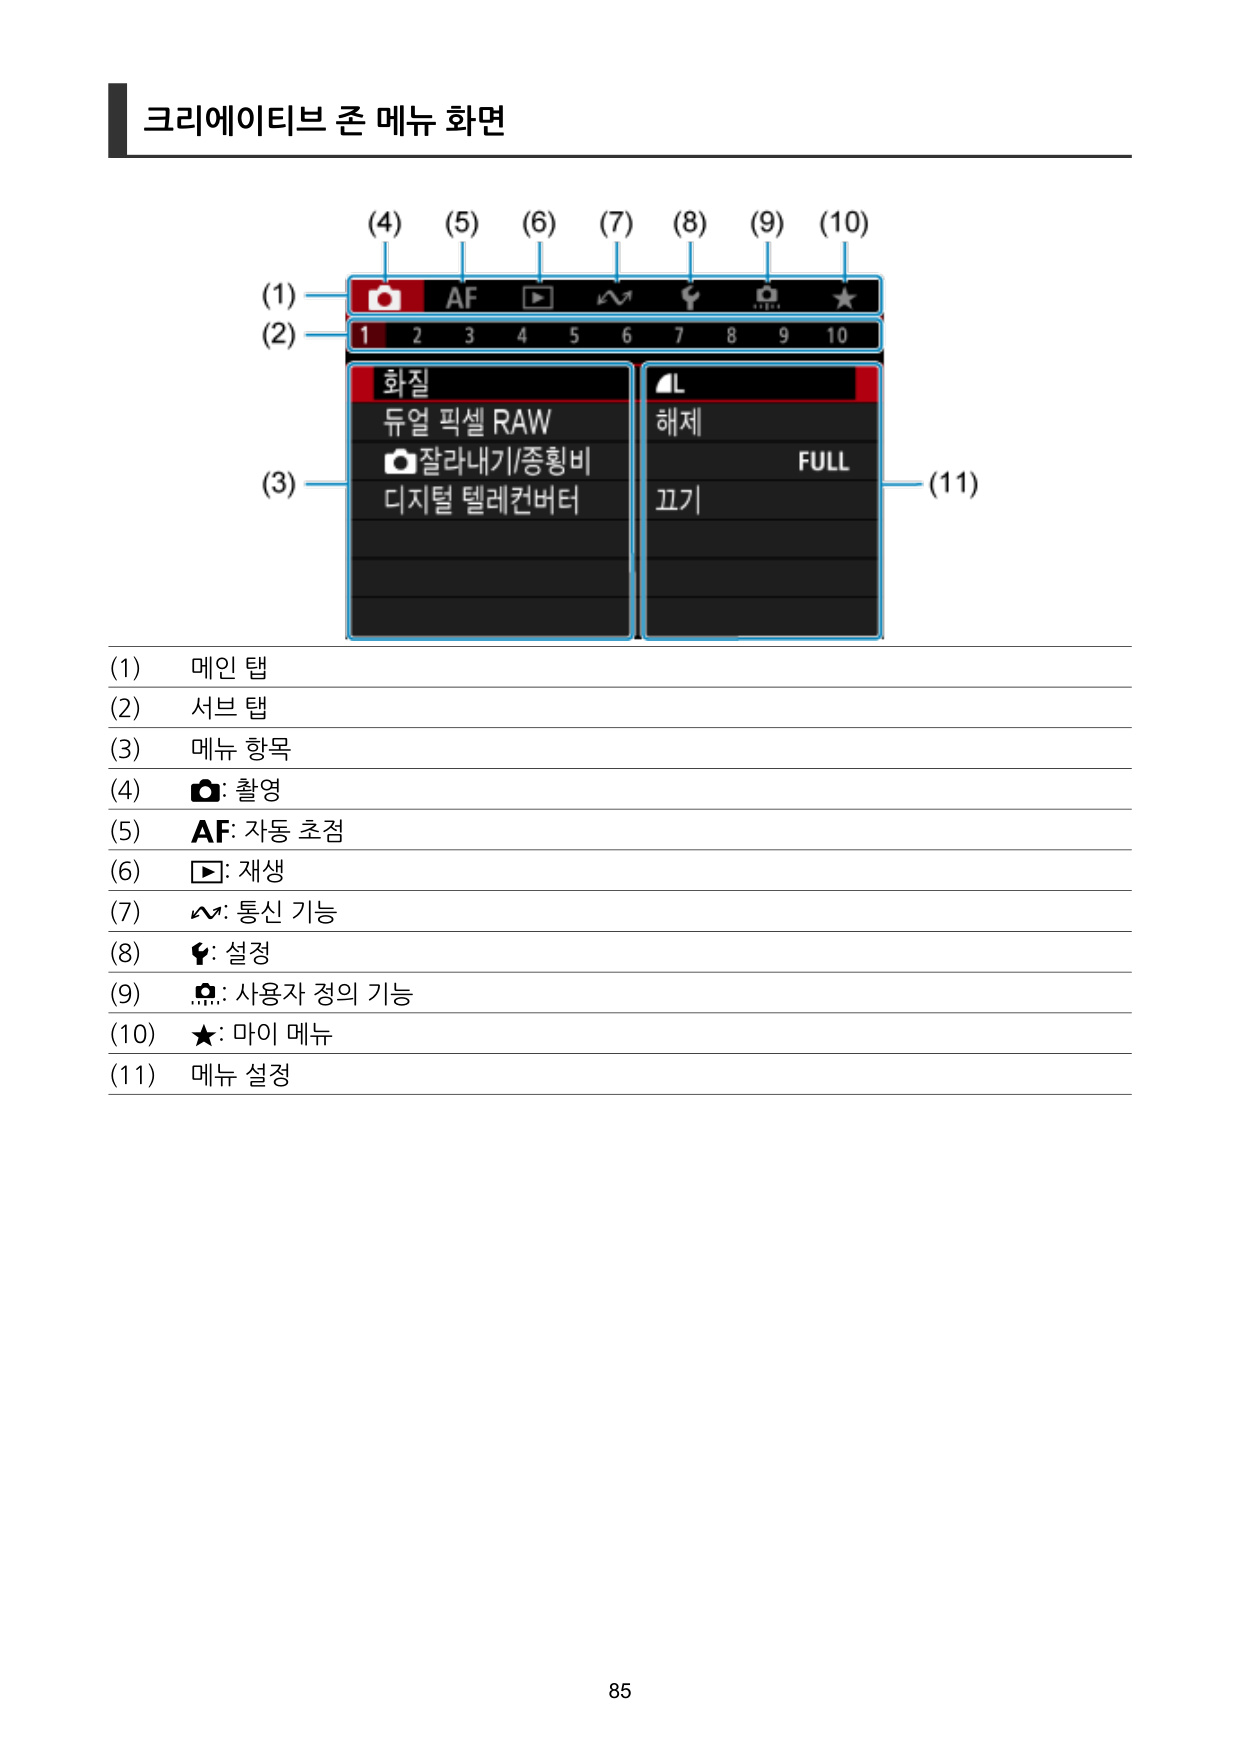 크리에이티브 존 메뉴 화면
(4) (5) (6) (7) (8) (9) (10)
(1) AF
(2) 1 2 3 4 5 6 7 8 9 10
화질 L
듀얼 픽셀 RAW 해제
잘라내기/종횡비 FULL
(3) (11)
디지털 텔레컨버터 끄기
(1) 메인 탭
(2) 서브 탭
(3) 메뉴 항목
(4) : 촬영
(5) AF: 자동 초점
(6) : 재생
(7) : 통신 기능
(8) : 설정
(9) : 사용자 정의 기능
(10) ★: 마이 메뉴
(11) 메뉴 설정
85